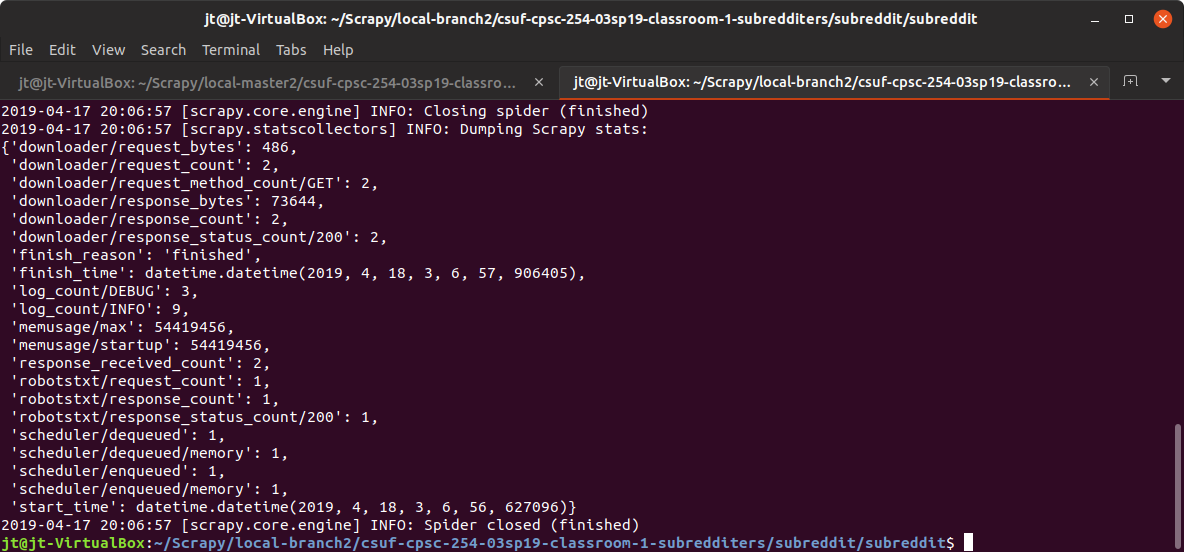 jt@jt-VirtualBox: ~/Scrapy/local-branch2/csuf-cpsc-254-03sp19-classroom-1-subredditers/subreddit/subreddit
File Edit View Search Terminal Tabs Help
jt@jt-VirtualBox: ~/Scrapy/local-master2/csuf-cpsc-254-03sp19-classro... × jt@jt-VirtualBox: ~/Scrapy/local-branch2/csuf-cpsc-254-03sp19-classro... ×
2019-04-17 20:06:57 [scrapy.core.engine] INFO: Closing spider (finished)
2019-04-17 20:06:57 [scrapy.statscollectors] INFO: Dumping Scrapy stats:
{'downloader/request_bytes': 486,
 'downloader/request_count': 2,
 'downloader/request_method_count/GET': 2,
 'downloader/response_bytes': 73644,
 'downloader/response_count': 2,
 'downloader/response_status_count/200': 2,
 'finish_reason': 'finished',
 'finish_time': datetime.datetime(2019, 4, 18, 3, 6, 57, 906405),
 'log_count/DEBUG': 3,
 'log_count/INFO': 9,
 'memusage/max': 54419456,
 'memusage/startup': 54419456,
 'response_received_count': 2,
 'robotstxt/request_count': 1,
 'robotstxt/response_count': 1,
 'robotstxt/response_status_count/200': 1,
 'scheduler/dequeued': 1,
 'scheduler/dequeued/memory': 1,
 'scheduler/enqueued': 1,
 'scheduler/enqueued/memory': 1,
 'start_time': datetime.datetime(2019, 4, 18, 3, 6, 56, 627096)}
2019-04-17 20:06:57 [scrapy.core.engine] INFO: Spider closed (finished)
jt@jt-VirtualBox:~/Scrapy/local-branch2/csuf-cpsc-254-03sp19-classroom-1-subredditers/subreddit/subreddit$